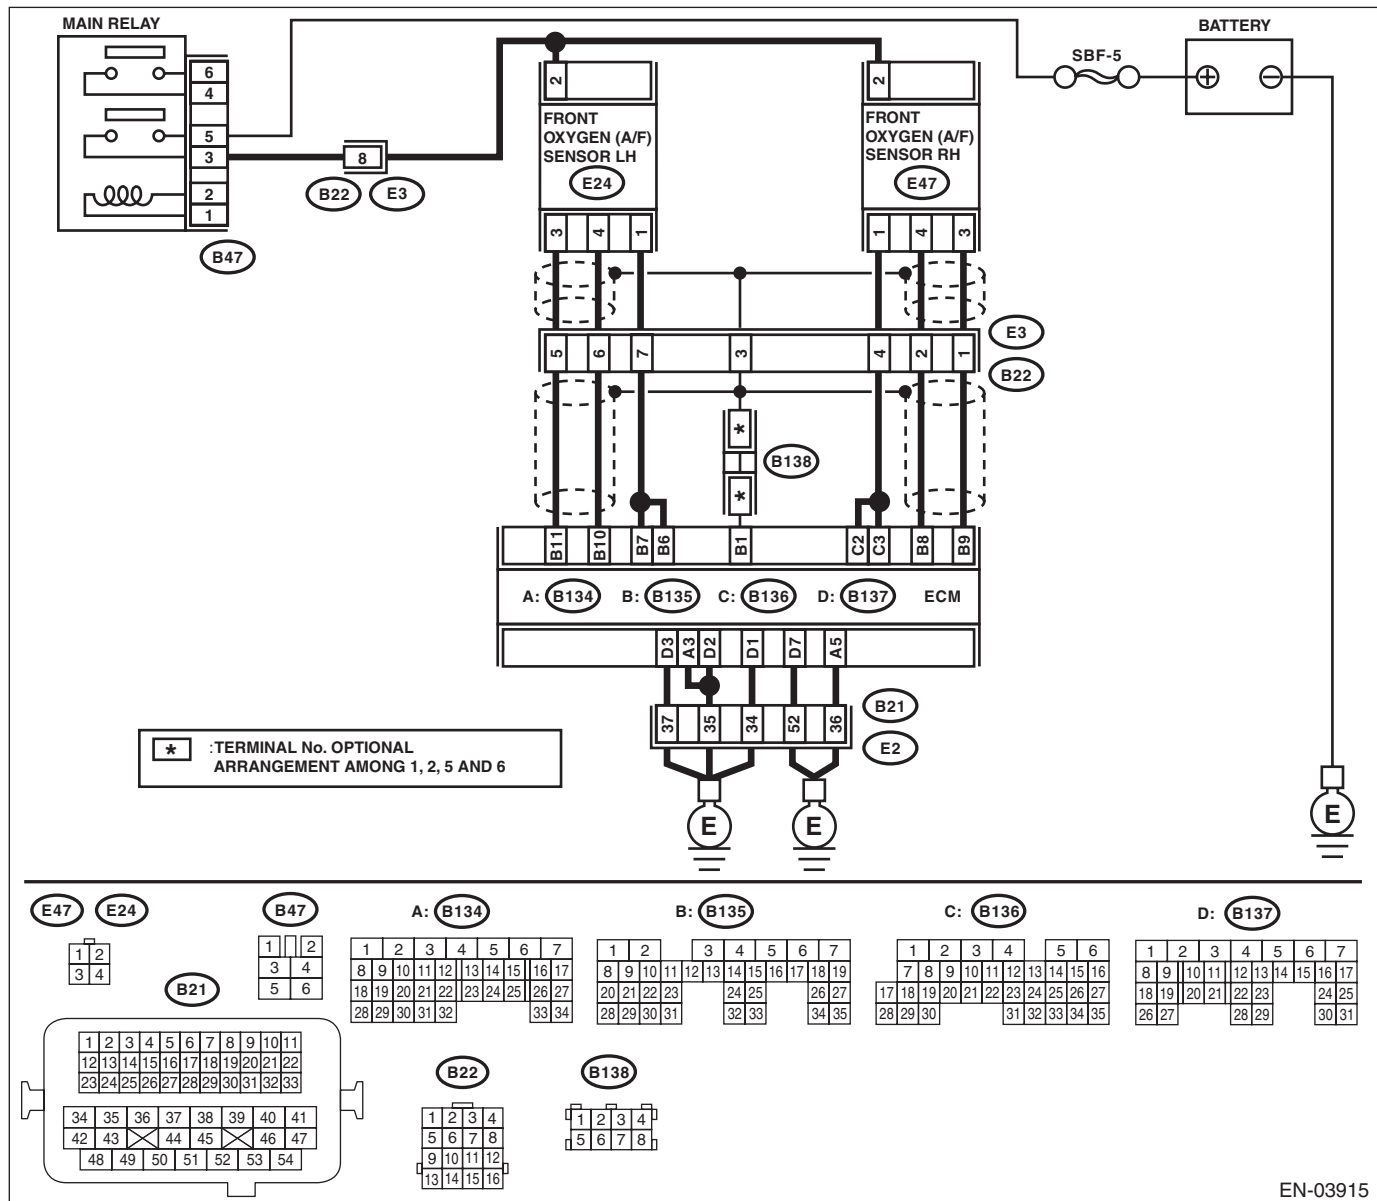 MAIN RELAY
BATTERY
SBF-5
6
4
5
3
2
1
8
B22 E3
B47
2
2
FRONT
OXYGEN (A/F)
SENSOR LH
E24
FRONT
OXYGEN (A/F)
SENSOR RH
E47
3 4 1
1 4 3
E3
5 6 7 3 4 2 1
B22
*
B138
*
B11 B10 B7 B6 B1 C2 C3 B8 B9
A: B134 B: B135 C: B136 D: B137 ECM
D3 A3 D2 D1 D7 A5
B21
37 35 34 52 36
E2
* :TERMINAL No. OPTIONAL
ARRANGEMENT AMONG 1, 2, 5 AND 6
E E E
E47 E24
1 2
3 4
B47
1 2
3 4
5 6
A: B134
1 2 3 4 5 6 7
8 9 10 11 12 13 14 15 16 17
18 19 20 21 22 23 24 25 26 27
28 29 30 31 32 33 34
B: B135
1 2 3 4 5 6 7
8 9 10 11 12 13 14 15 16 17 18 19
20 21 22 23 24 25 26 27
28 29 30 31 32 33 34 35
C: B136
1 2 3 4 5 6
7 8 9 10 11 12 13 14 15 16
17 18 19 20 21 22 23 24 25 26 27
28 29 30 31 32 33 34 35
D: B137
1 2 3 4 5 6 7
8 9 10 11 12 13 14 15 16 17
18 19 20 21 22 23 24 25
26 27 28 29 30 31
B21
1 2 3 4 5 6 7 8 9 10 11
12 13 14 15 16 17 18 19 20 21 22
23 24 25 26 27 28 29 30 31 32 33
34 35 36 37 38 39 40 41
42 43 44 45 46 47
48 49 50 51 52 53 54
B22
1 2 3 4
5 6 7 8
9 10 11 12
13 14 15 16
B138
1 2 3 4
5 6 7 8
EN-03915